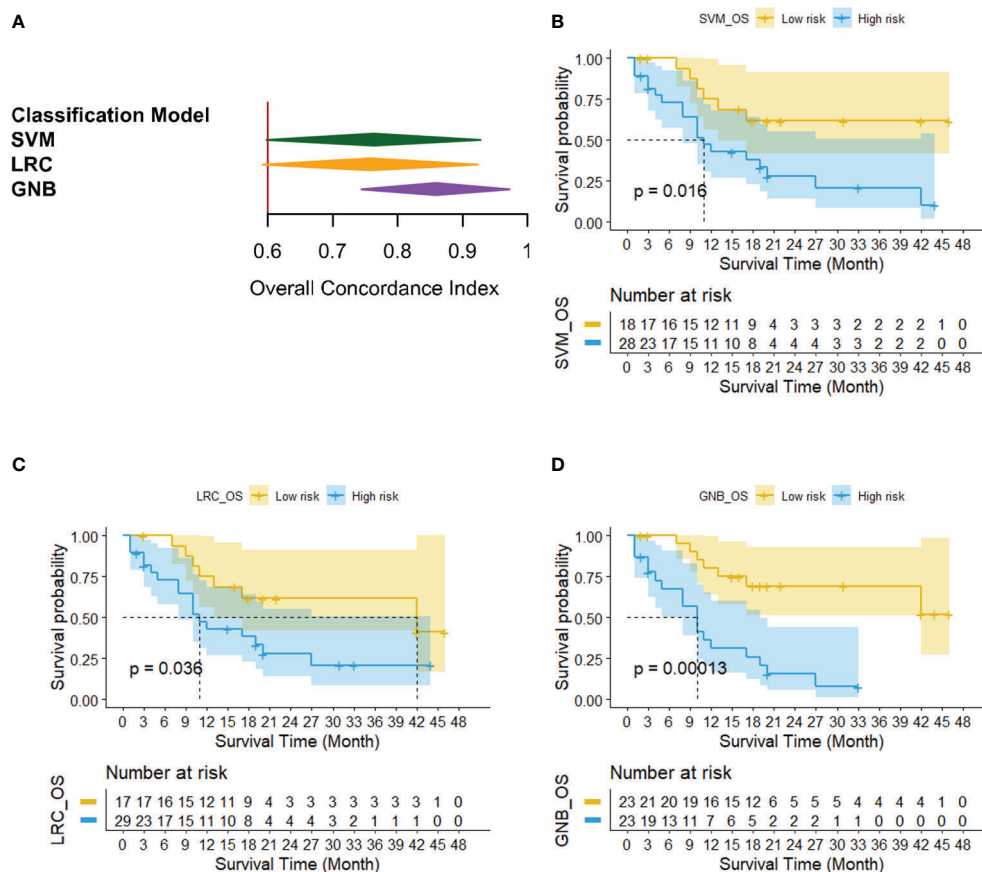 A
Classification Model
SVM
LRC
GNB
0.6 0.7 0.8 0.9 1
Overall Concordance Index
B
SVM_OS Low risk High risk
Survival probability
1.00
0.75
0.50
0.25
0.00
p = 0.016
0 3 6 9 12 15 18 21 24 27 30 33 36 39 42 45 48
Survival Time (Month)
Number at risk
SVM_OS
18 17 16 15 12 11 9 4 3 3 3 2 2 2 2 1 0
28 23 17 15 11 10 8 4 4 4 3 3 2 2 2 0 0
0 3 6 9 12 15 18 21 24 27 30 33 36 39 42 45 48
Survival Time (Month)
C
LRC_OS Low risk High risk
Survival probability
1.00
0.75
0.50
0.25
0.00
p = 0.036
0 3 6 9 12 15 18 21 24 27 30 33 36 39 42 45 48
Survival Time (Month)
Number at risk
LRC_OS
17 17 16 15 12 11 9 4 3 3 3 3 3 3 3 1 0
29 23 17 15 11 10 8 4 4 4 3 2 1 1 1 0 0
0 3 6 9 12 15 18 21 24 27 30 33 36 39 42 45 48
Survival Time (Month)
D
GNB_OS Low risk High risk
Survival probability
1.00
0.75
0.50
0.25
0.00
p = 0.00013
0 3 6 9 12 15 18 21 24 27 30 33 36 39 42 45 48
Survival Time (Month)
Number at risk
GNB_OS
23 21 20 19 16 15 12 6 5 5 5 4 4 4 4 1 0
23 19 13 11 7 6 5 2 2 2 1 1 0 0 0 0 0
0 3 6 9 12 15 18 21 24 27 30 33 36 39 42 45 48
Survival Time (Month)